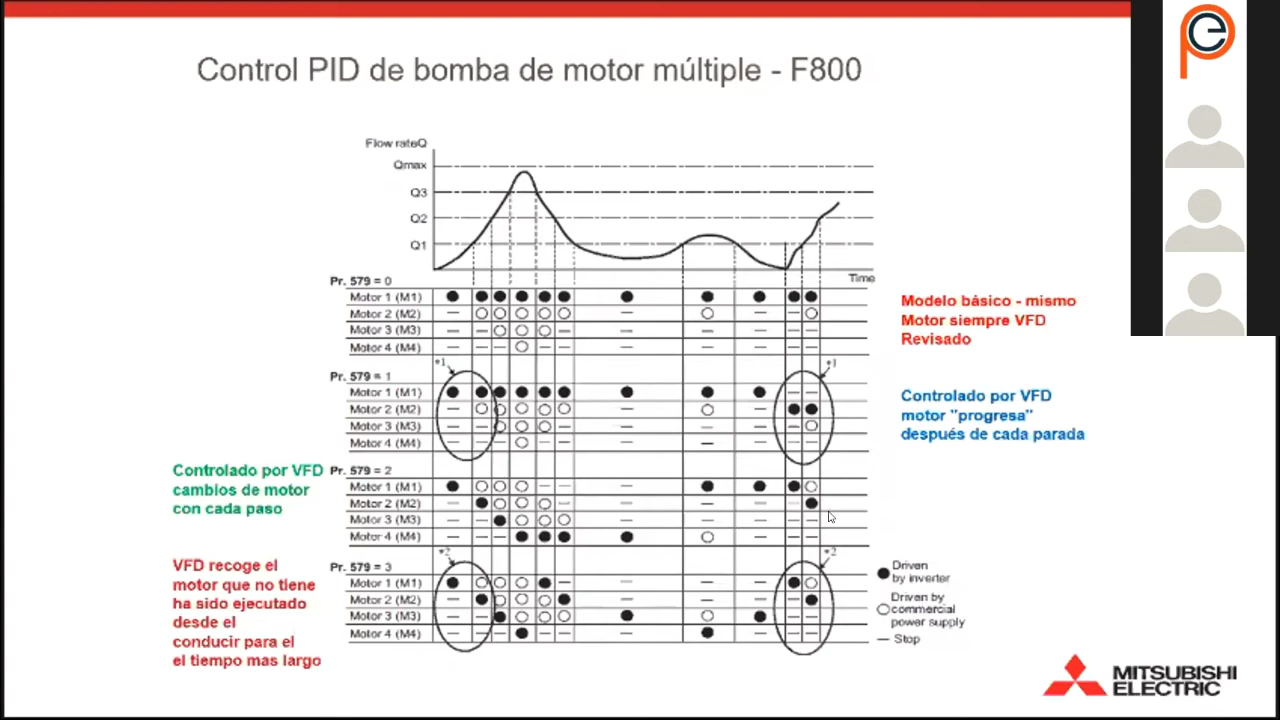 Control PID de bomba de motor múltiple - F800
Flow rateQ
Qmax
Q3
Q2
Q1
Time
Pr. 579 = 0
Motor 1 (M1)
Motor 2 (M2)
Motor 3 (M3)
Motor 4 (M4)
Modelo básico - mismo
Motor siempre VFD
Revisado
*1
*1
Pr. 579 = 1
Motor 1 (M1)
Motor 2 (M2)
Motor 3 (M3)
Motor 4 (M4)
Controlado por VFD
motor "progresa"
después de cada parada
Controlado por VFD
cambios de motor
con cada paso
Pr. 579 = 2
Motor 1 (M1)
Motor 2 (M2)
Motor 3 (M3)
Motor 4 (M4)
*2
*2
VFD recoge el
motor que no tiene
ha sido ejecutado
desde el
conducir para el
el tiempo mas largo
Pr. 579 = 3
Motor 1 (M1)
Motor 2 (M2)
Motor 3 (M3)
Motor 4 (M4)
Driven
by inverter
Driven by
commercial
power supply
Stop
MITSUBISHI
ELECTRIC